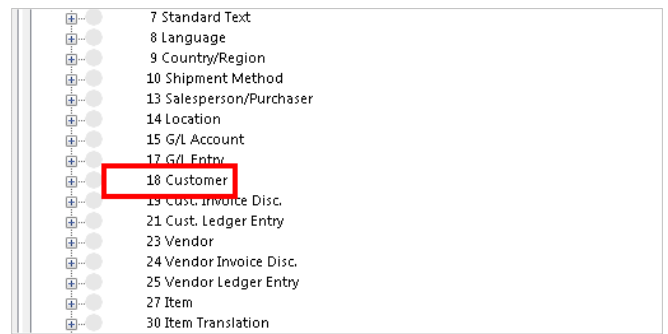 7 Standard Text
8 Language
9 Country/Region
10 Shipment Method
13 Salesperson/Purchaser
14 Location
15 G/L Account
17 G/L Entry
18 Customer
19 Cust. Invoice Disc.
21 Cust. Ledger Entry
23 Vendor
24 Vendor Invoice Disc.
25 Vendor Ledger Entry
27 Item
30 Item Translation